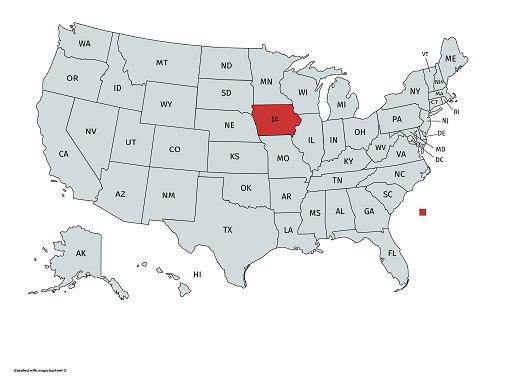 WA
MT
ND
MN
VT
ME
OR
ID
SD
WI
MI
NY
NH
MA
CT
RI
WY
IA
PA
NJ
NV
NE
IL
IN
OH
DE
UT
CO
KS
MO
WV
VA
MD
DC
CA
KY
NC
AZ
NM
OK
AR
TN
SC
TX
LA
MS
AL
GA
AK
HI
FL
Created with mapchart.net ©